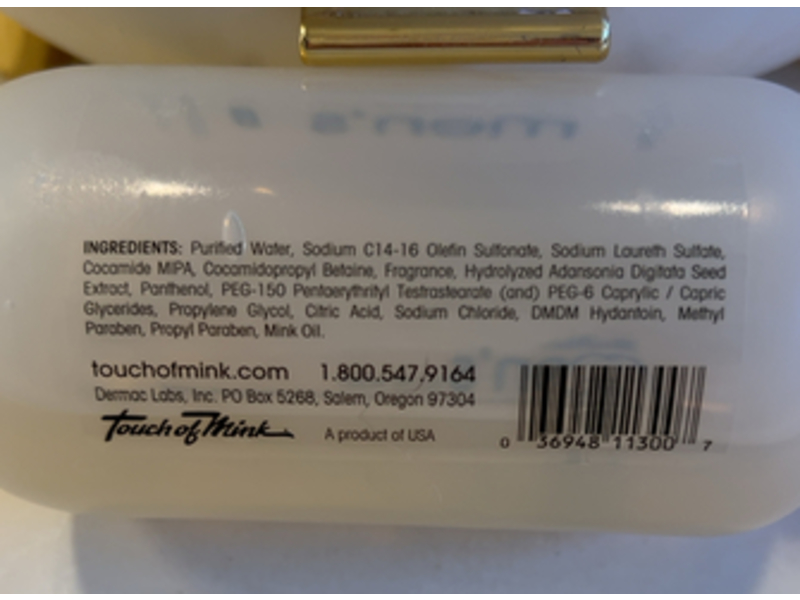 men's
INGREDIENTS: Purified Water, Sodium C14-16 Olefin Sulfonate, Sodium Laureth Sulfate,
Cocamide MIPA, Cocamidopropyl Betaine, Fragrance, Hydrolyzed Adansonia Digitata Seed
Extract, Panthenol, PEG-150 Pentaerythrityl Testrastearate (and) PEG-6 Caprylic / Capric
Glycerides, Propylene Glycol, Citric Acid, Sodium Chloride, DMDM Hydantoin, Methyl
Paraben, Propyl Paraben, Mink Oil.
touchofmink.com 1.800.547.9164
Dermac Labs, Inc. PO Box 5268, Salem, Oregon 97304
Touch of Mink A product of USA
0 36948 11300 7